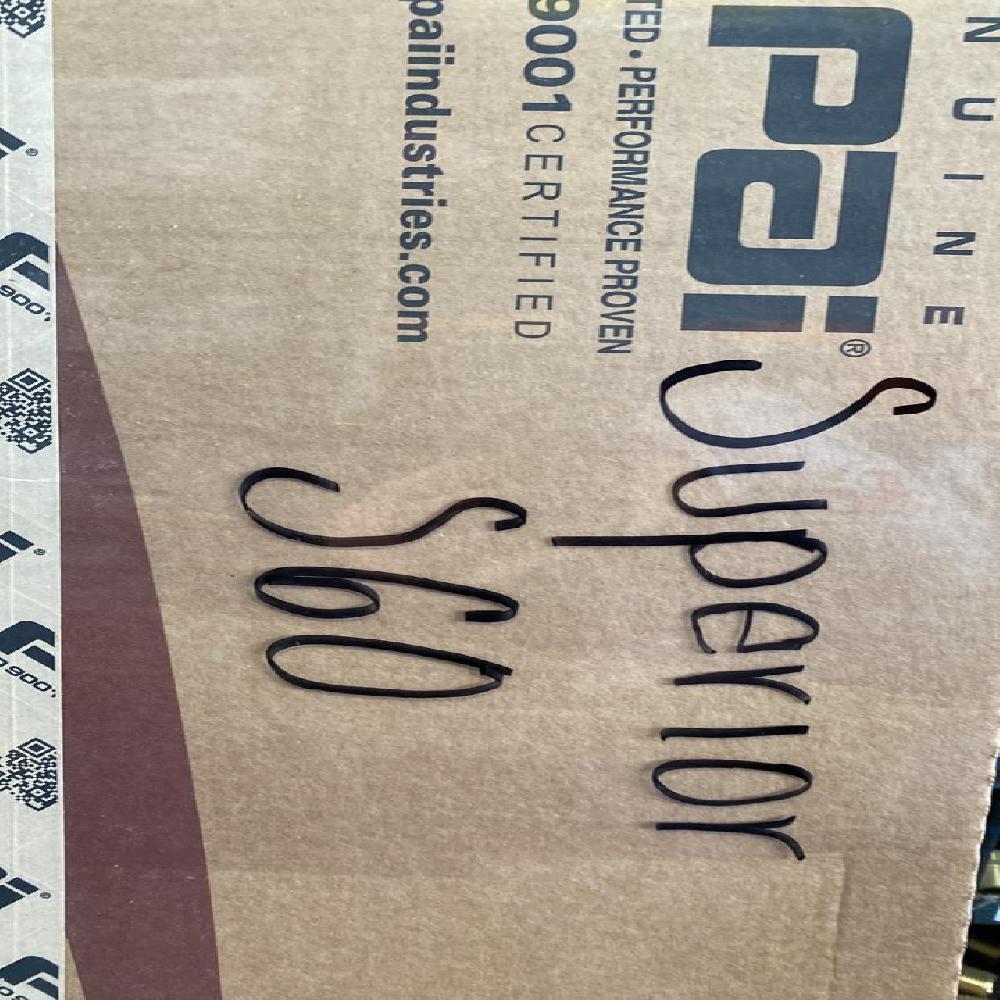 NUINE
pai®
TED • PERFORMANCE PROVEN
9001 CERTIFIED
paiindustries.com
Superior
S60